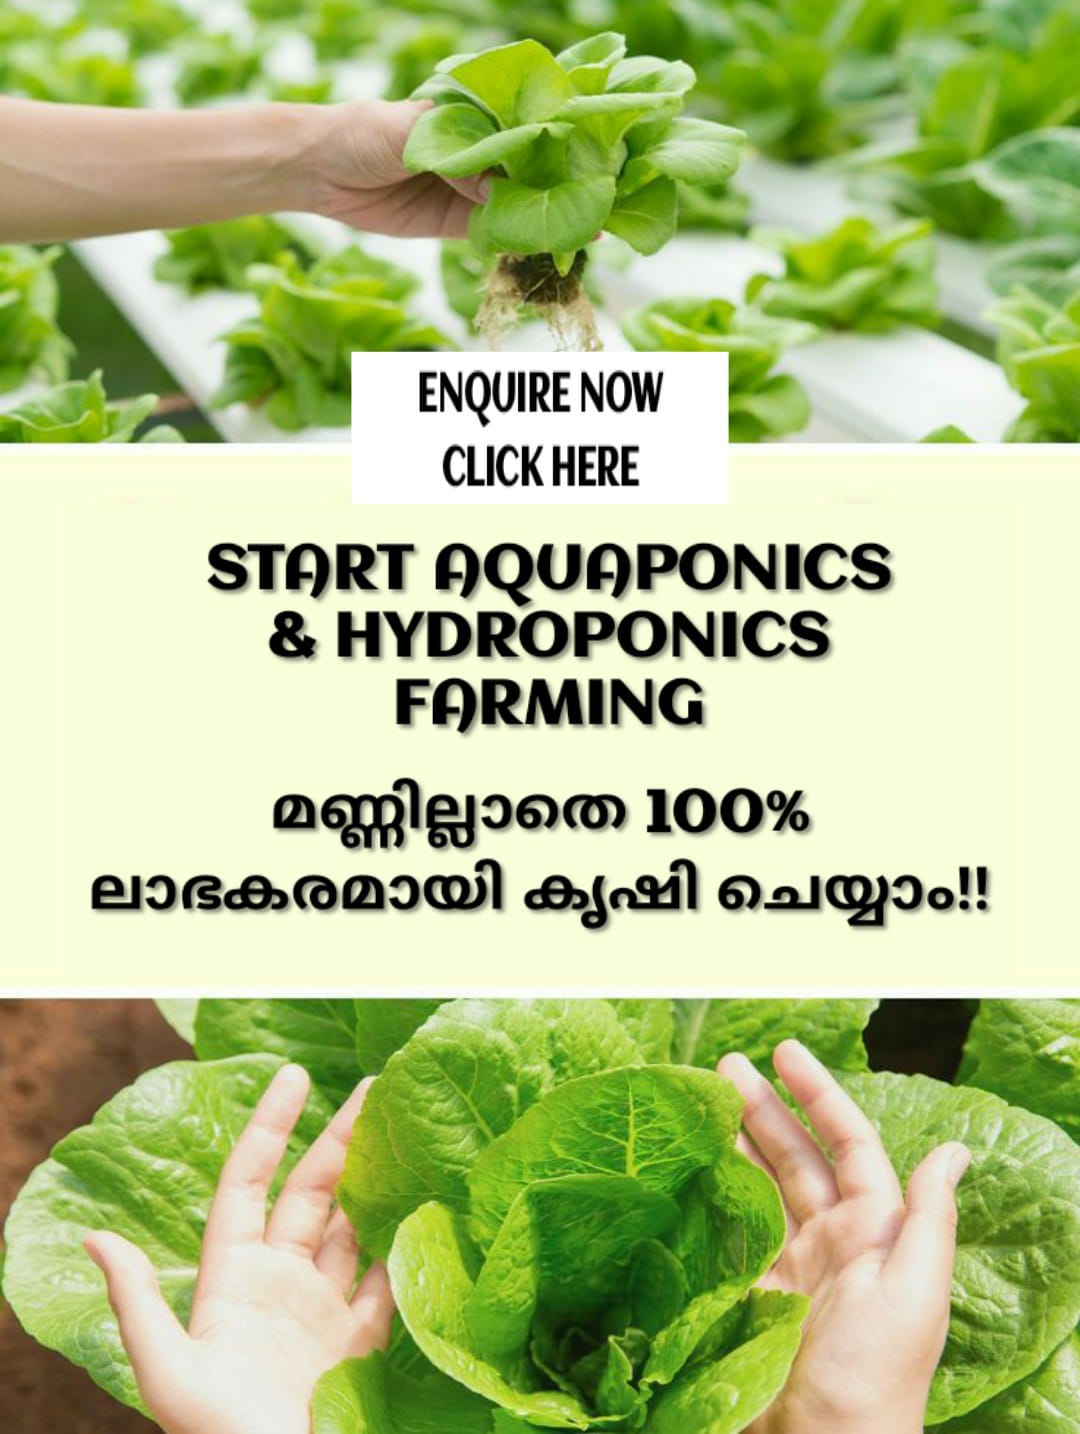 ENQUIRE NOW
CLICK HERE
START AQUAPONICS
& HYDROPONICS
FARMING
മണ്ണില്ലാതെ 100%
ലാഭകരമായി കൃഷി ചെയ്യാം!!